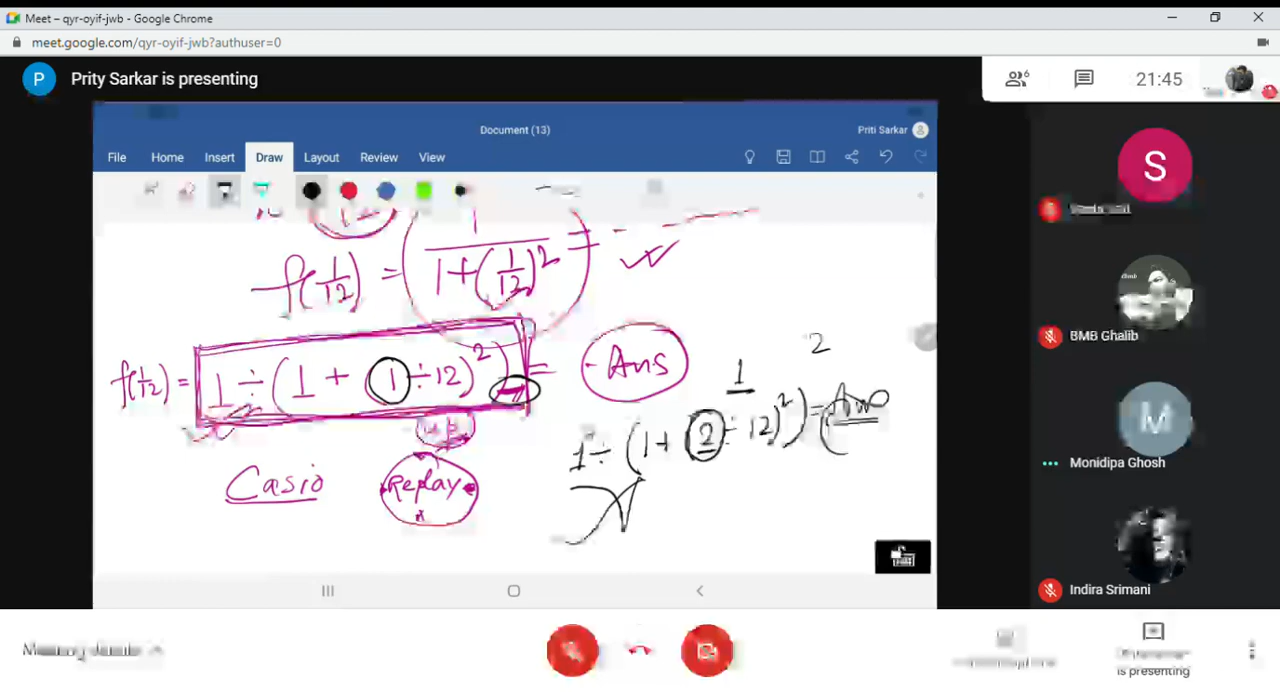 Meet – qyr-oyif-jwb - Google Chrome
meet.google.com/qyr-oyif-jwb?authuser=0
P Prity Sarkar is presenting
6
21:45
Document (13)
Priti Sarkar
File Home Insert Draw Layout Review View
f(1/12) = 1/(1+(1/12)^2) =
f(1/12) = 1 ÷ (1 + (1 ÷ 12)^2) = Ans
1
2
1 ÷ (1 + 2 ÷ 12)^2) = Ans
Casio
Replay
S
BMB Ghalib
M
Monidipa Ghosh
Indira Srimani
is presenting